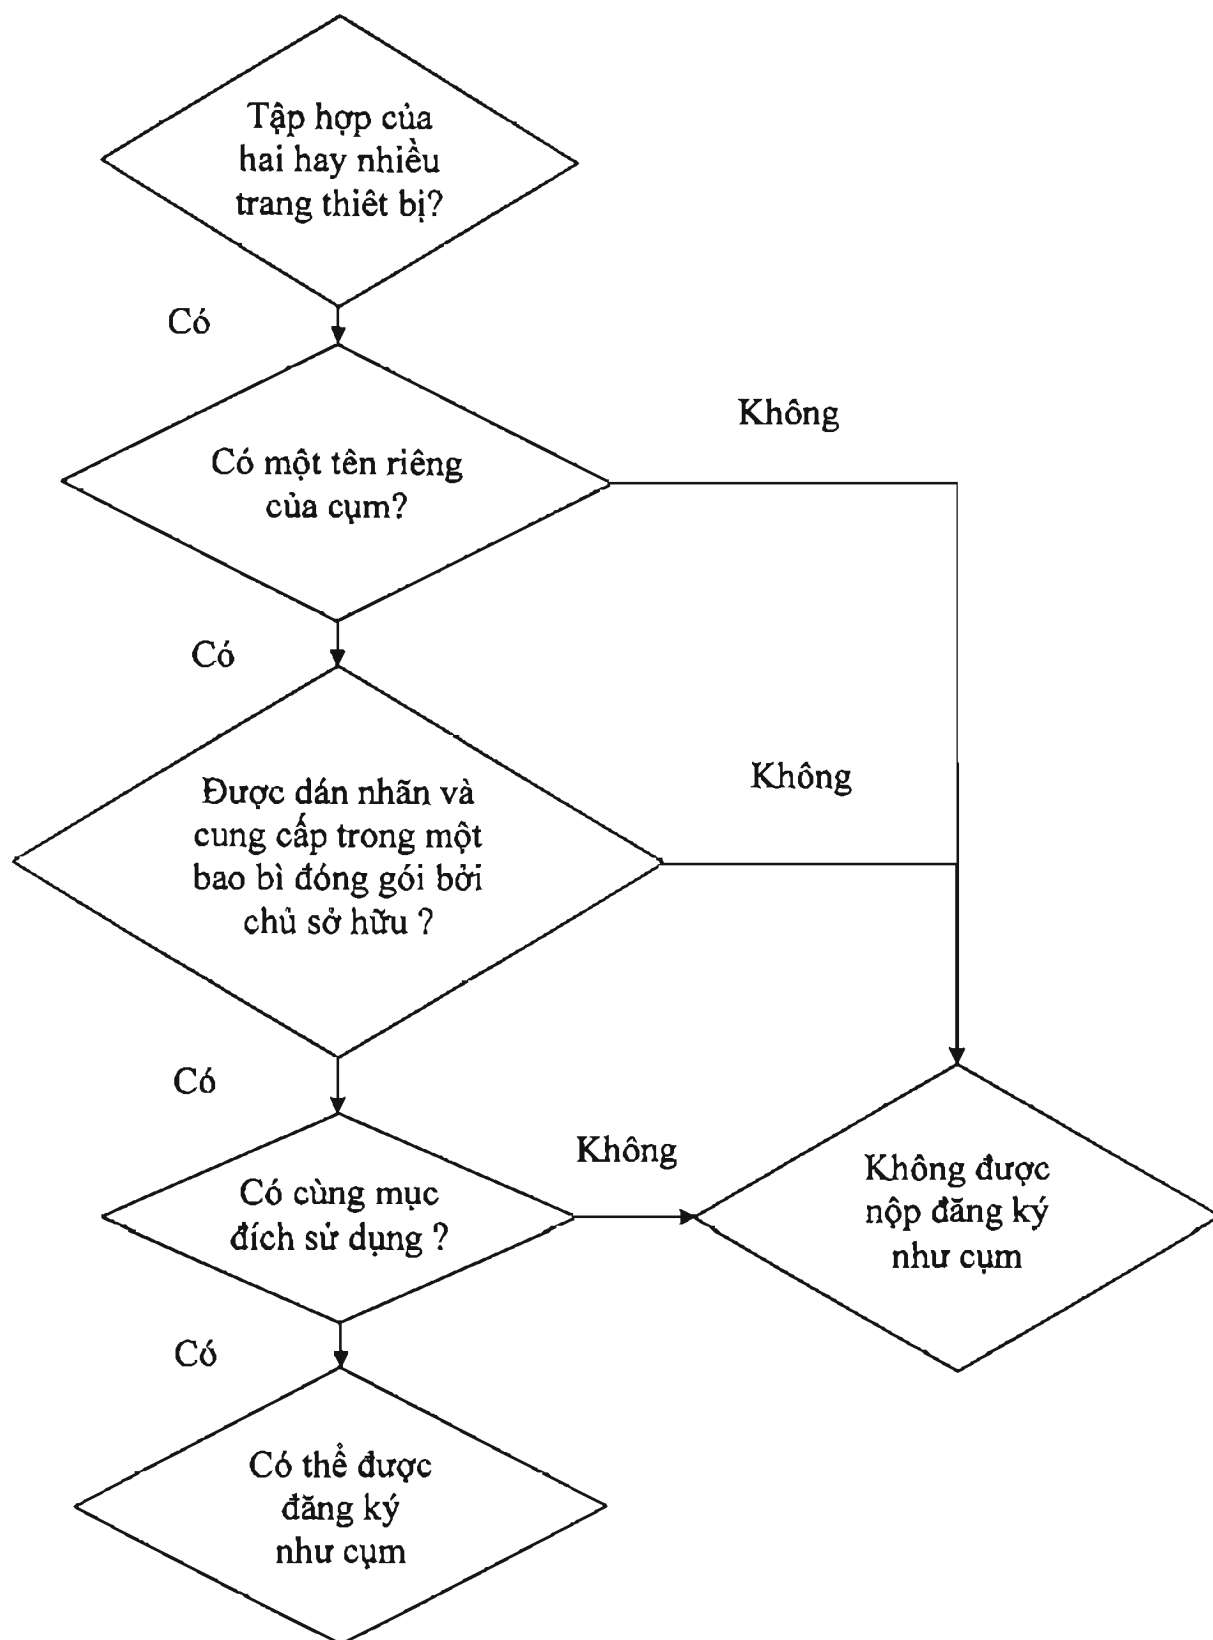 Tập hợp của
hai hay nhiều
trang thiêt bị?
Có
Không
Có một tên riêng
của cụm?
Có
Không
Được dán nhãn và
cung cấp trong một
bao bì đóng gói bởi
chủ sở hữu ?
Có
Không
Có cùng mục
đích sử dụng ?
Không được
nộp đăng ký
như cụm
Có
Có thể được
đăng ký
như cụm